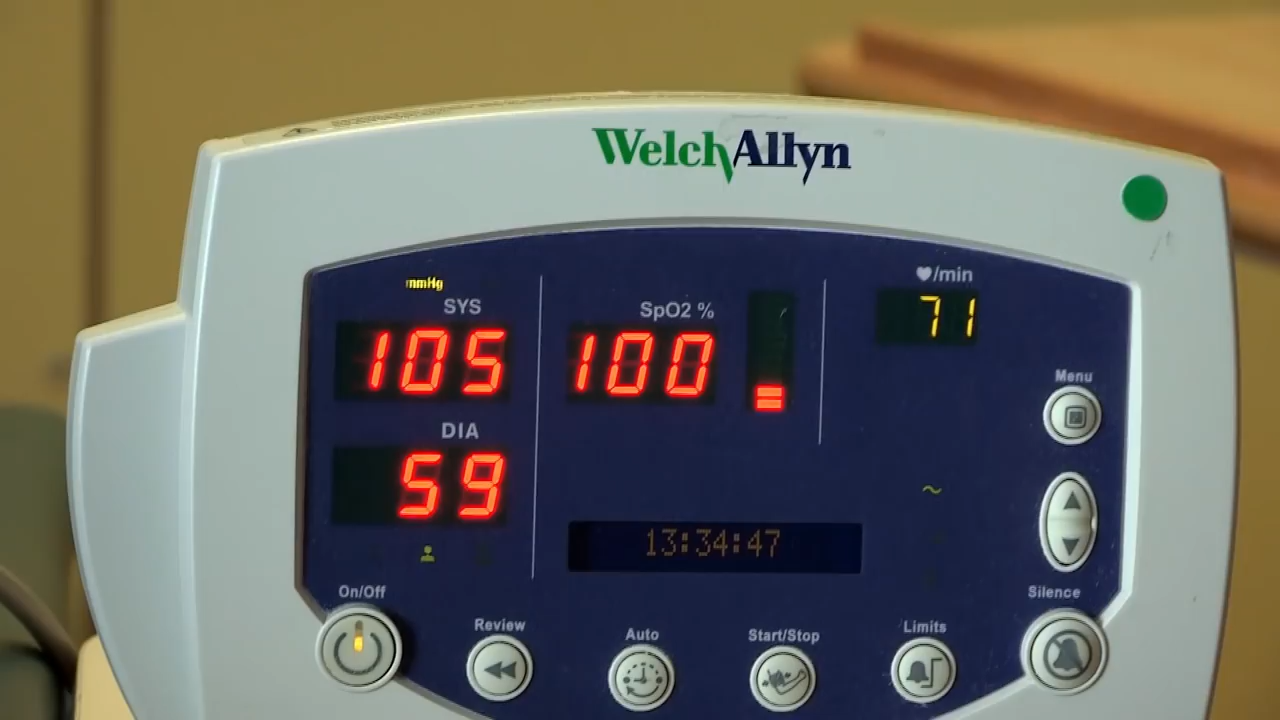 WelchAllyn
mmHg
SYS
105
SpO2 %
100
♥/min
71
Menu
DIA
59
13:34:47
On/Off
Review
Auto
Start/Stop
Limits
Silence